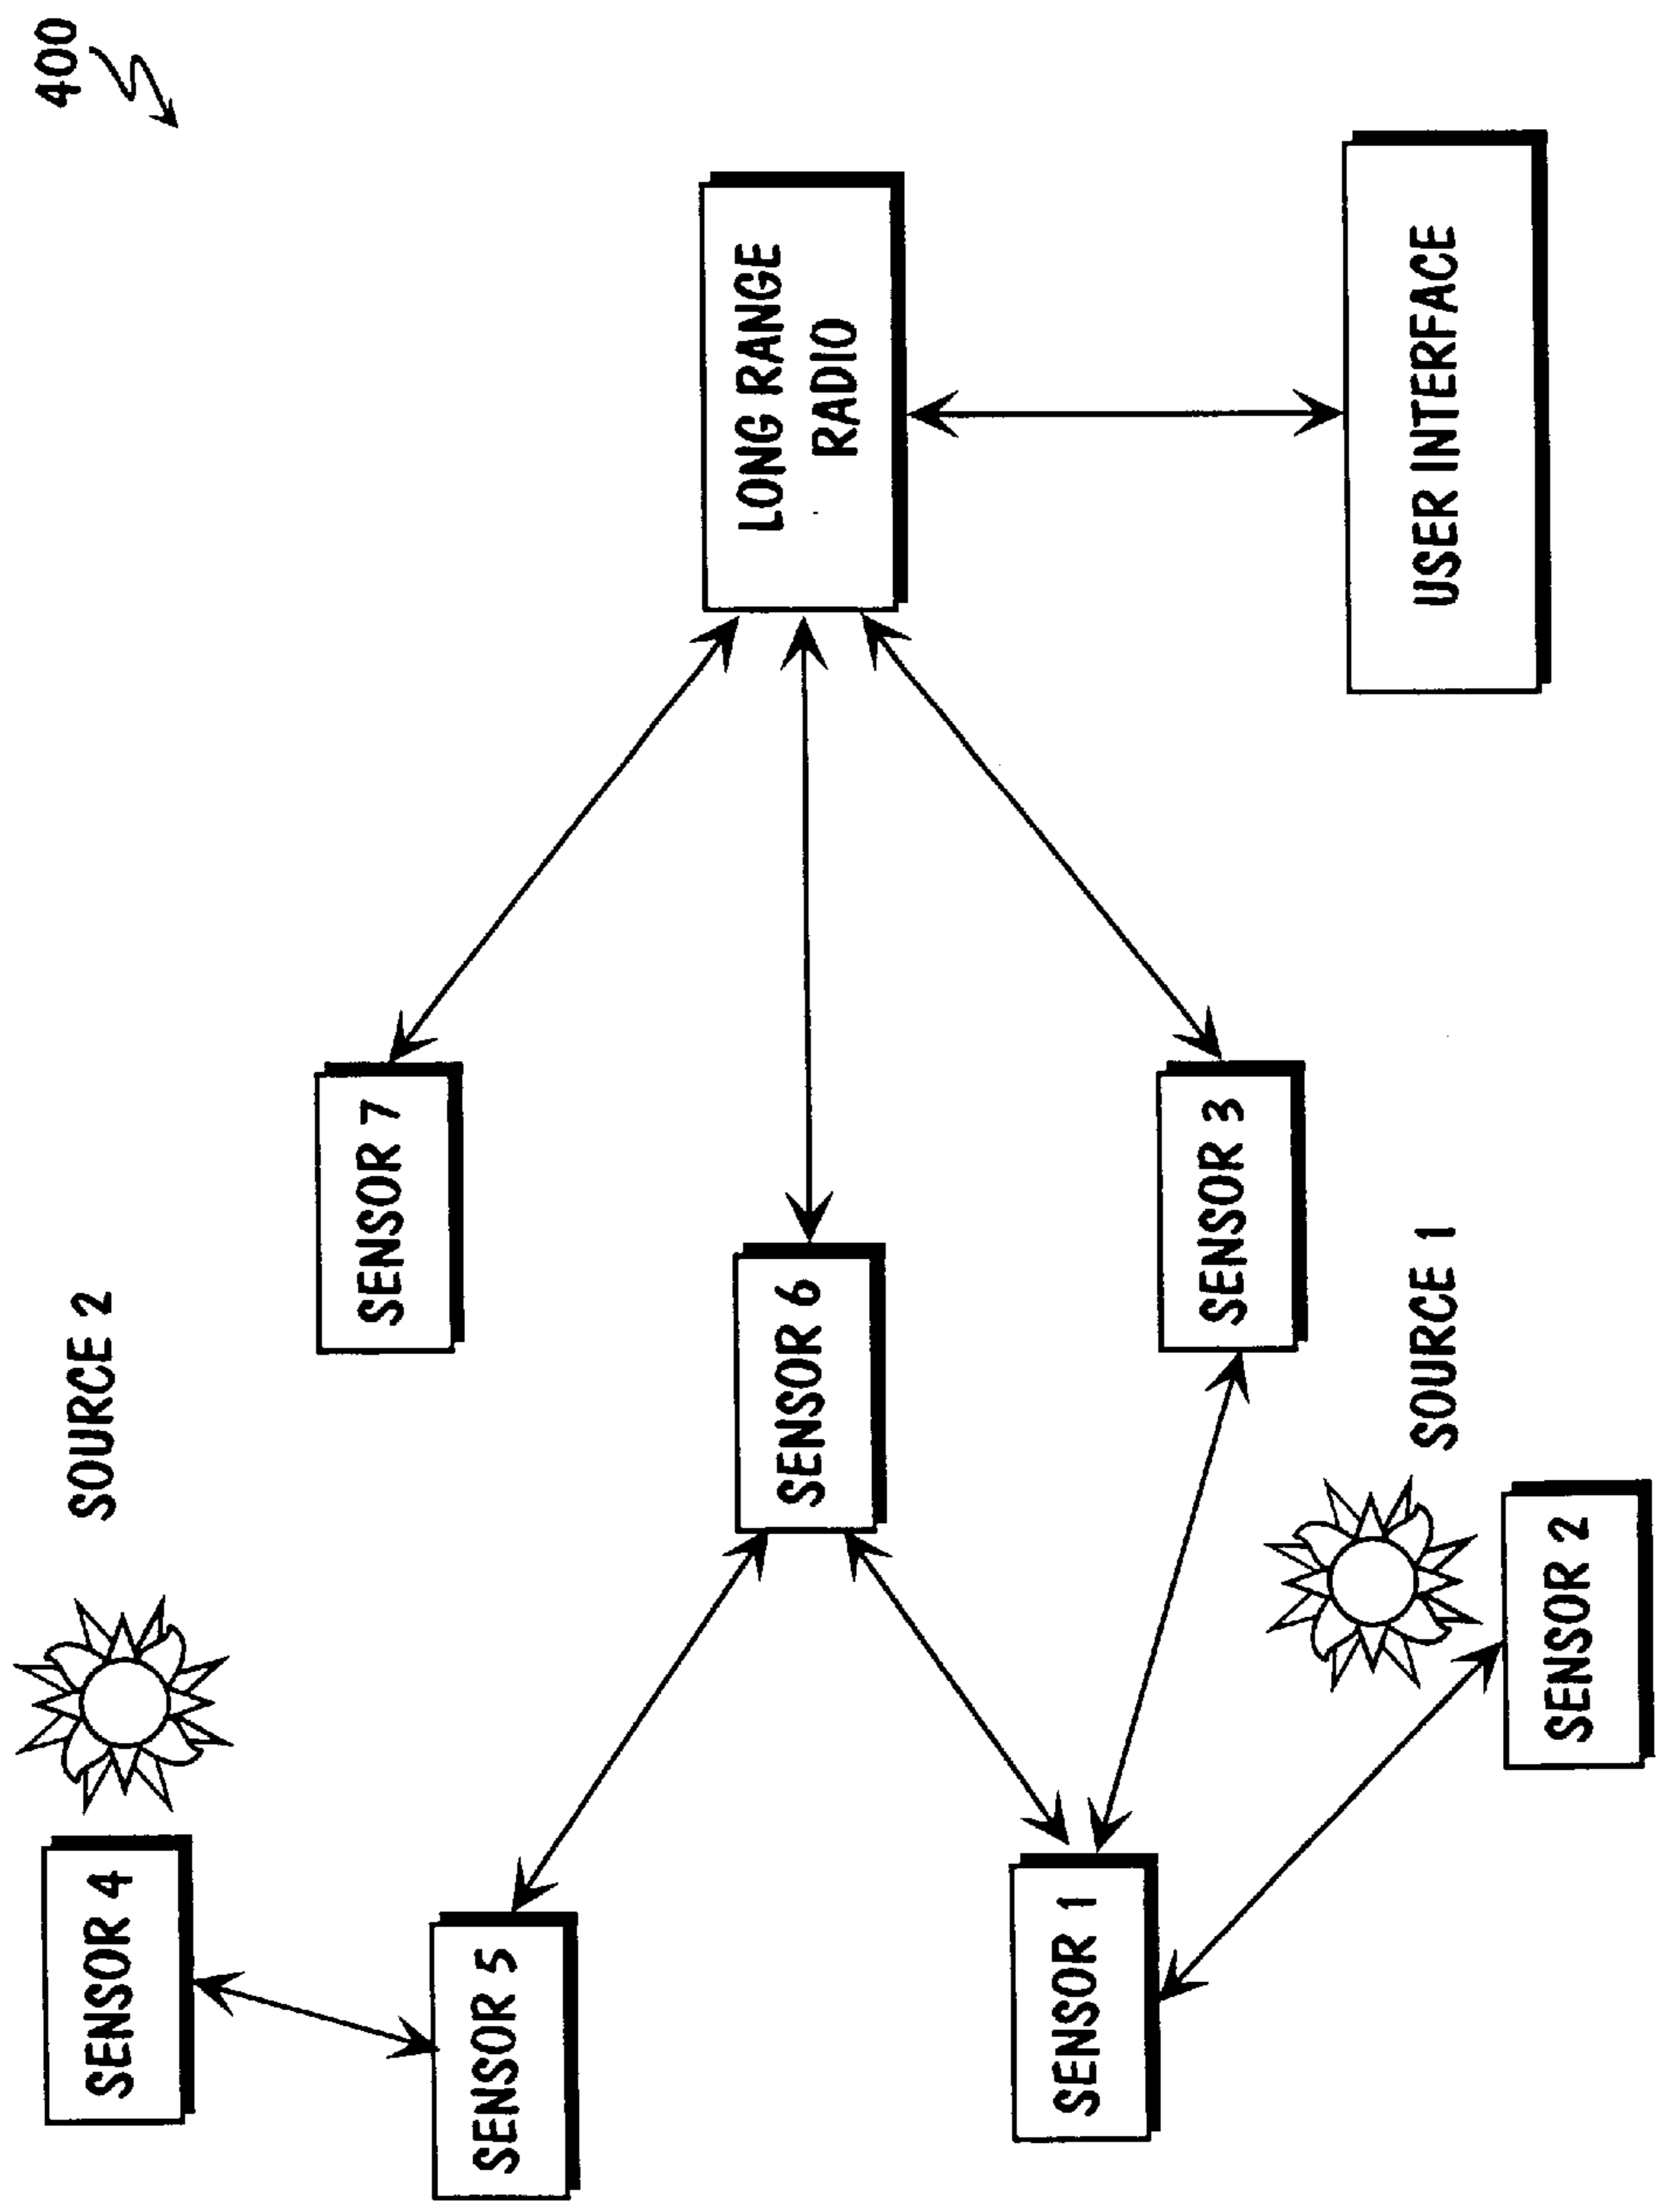 400
SOURCE 2
SENSOR 4
SENSOR 5
SENSOR 7
SENSOR 6
LONG RANGE
RADIO
SENSOR 1
SENSOR 3
SOURCE 1
SENSOR 2
USER INTERFACE